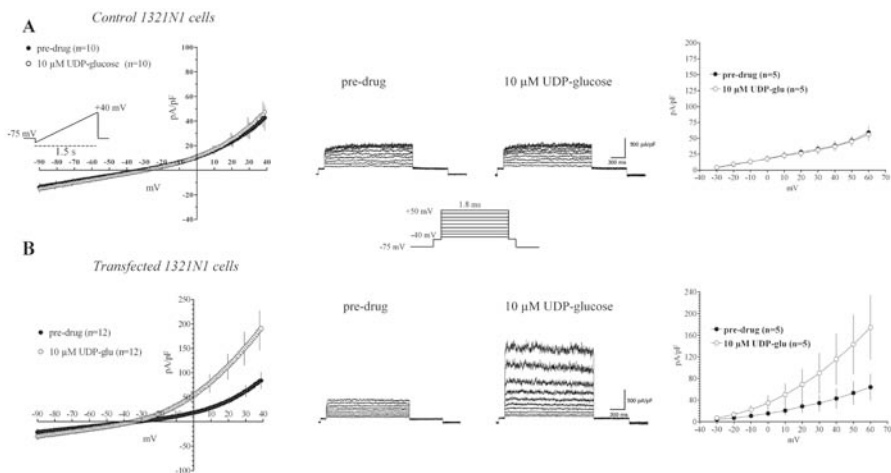 A
Control 1321N1 cells
pre-drug (n=10)
10 µM UDP-glucose (n=10)
+40 mV
-75 mV
1.5 s
pA/pF
100
80
60
40
20
-20
-40
-90 -80 -70 -60 -50 -40 -30 -20 -10 10 20 30 40
mV
pre-drug
10 µM UDP-glucose
300 ms
pA/pF
200
175
150
125
100
75
50
25
0
pre-drug (n=5)
10 µM UDP-glu (n=5)
-40 -30 -20 -10 0 10 20 30 40 50 60 70
mV
1.8 ms
+50 mV
-40 mV
-75 mV
B
Transfected 1321N1 cells
pre-drug (n=12)
10 µM UDP-glu (n=12)
pA/pF
250
200
150
100
50
-50
-100
-90 -80 -70 -60 -50 -40 -30 -20 -10 0 10 20 30 40
mV
pre-drug
10 µM UDP-glucose
300 ms
pA/pF
240
200
160
120
80
40
0
pre-drug (n=5)
10 µM UDP-glu (n=5)
-40 -30 -20 -10 0 10 20 30 40 50 60 70
mV